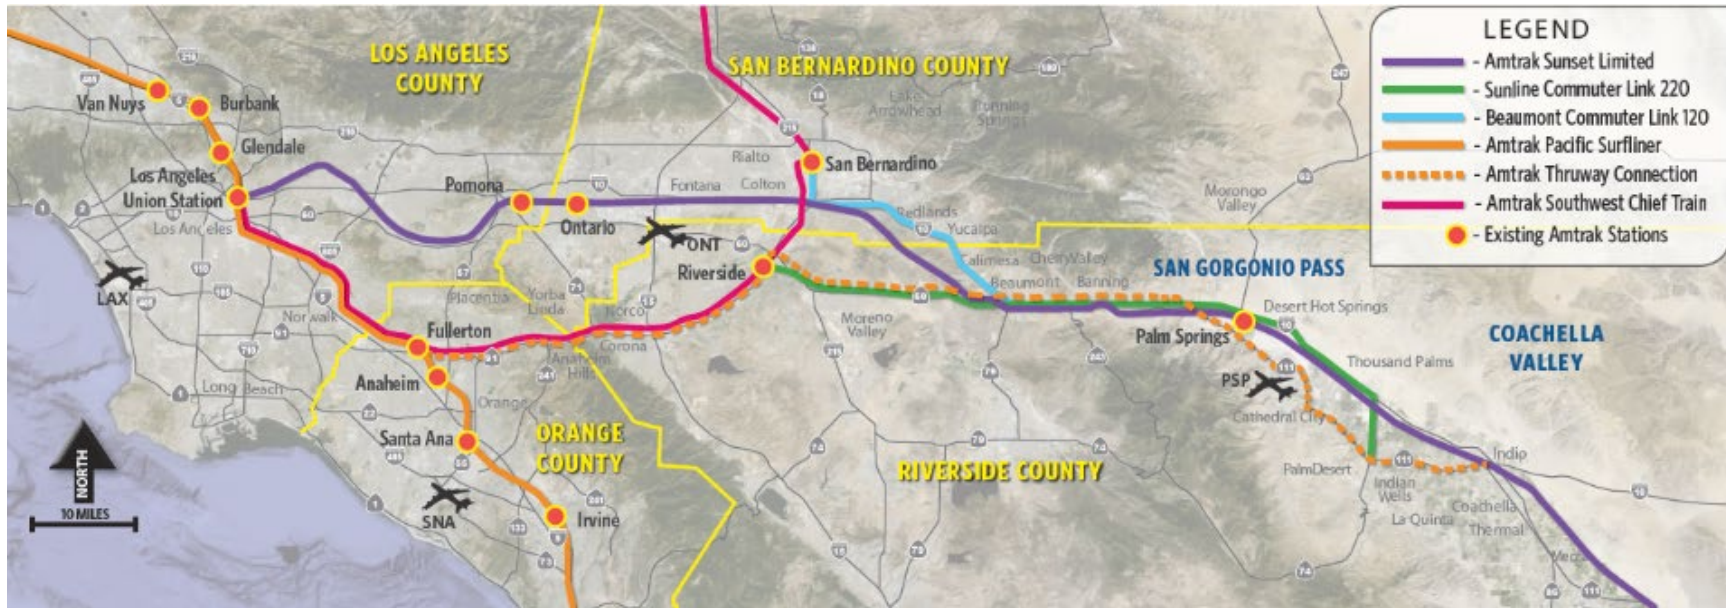 LEGEND
- Amtrak Sunset Limited
- Sunline Commuter Link 220
- Beaumont Commuter Link 120
- Amtrak Pacific Surfliner
- Amtrak Thruway Connection
- Amtrak Southwest Chief Train
- Existing Amtrak Stations
LOS ANGELES
COUNTY
SAN BERNARDINO COUNTY
Van Nuys
Burbank
Glendale
Los Angeles
Union Station
Los Angeles
Pomona
Ontario
Fontana
Rialto
Colton
San Bernardino
Lake
Arrowhead
Running
Springs
Redlands
Yucaipa
Calimesa
Cherry Valley
Beaumont
Banning
Morongo
Valley
SAN GORGONIO PASS
Desert Hot Springs
COACHELLA
VALLEY
LAX
ONT
Riverside
Placentia
Yorba
Linda
Norco
Norwalk
Fullerton
Corona
Anaheim
Hills
Moreno
Valley
Palm Springs
Thousand Palms
PSP
Cathedral City
Long Beach
Anaheim
Orange
Santa Ana
ORANGE
COUNTY
RIVERSIDE COUNTY
Palm Desert
Indian
Wells
Indio
La Quinta
Coachella
Thermal
SNA
Irvine
NORTH
10 MILES